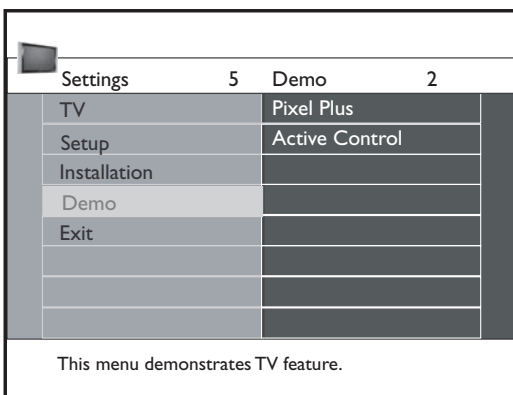 Settings 5 Demo 2
TV Pixel Plus
Setup Active Control
Installation
Demo
Exit
This menu demonstrates TV feature.